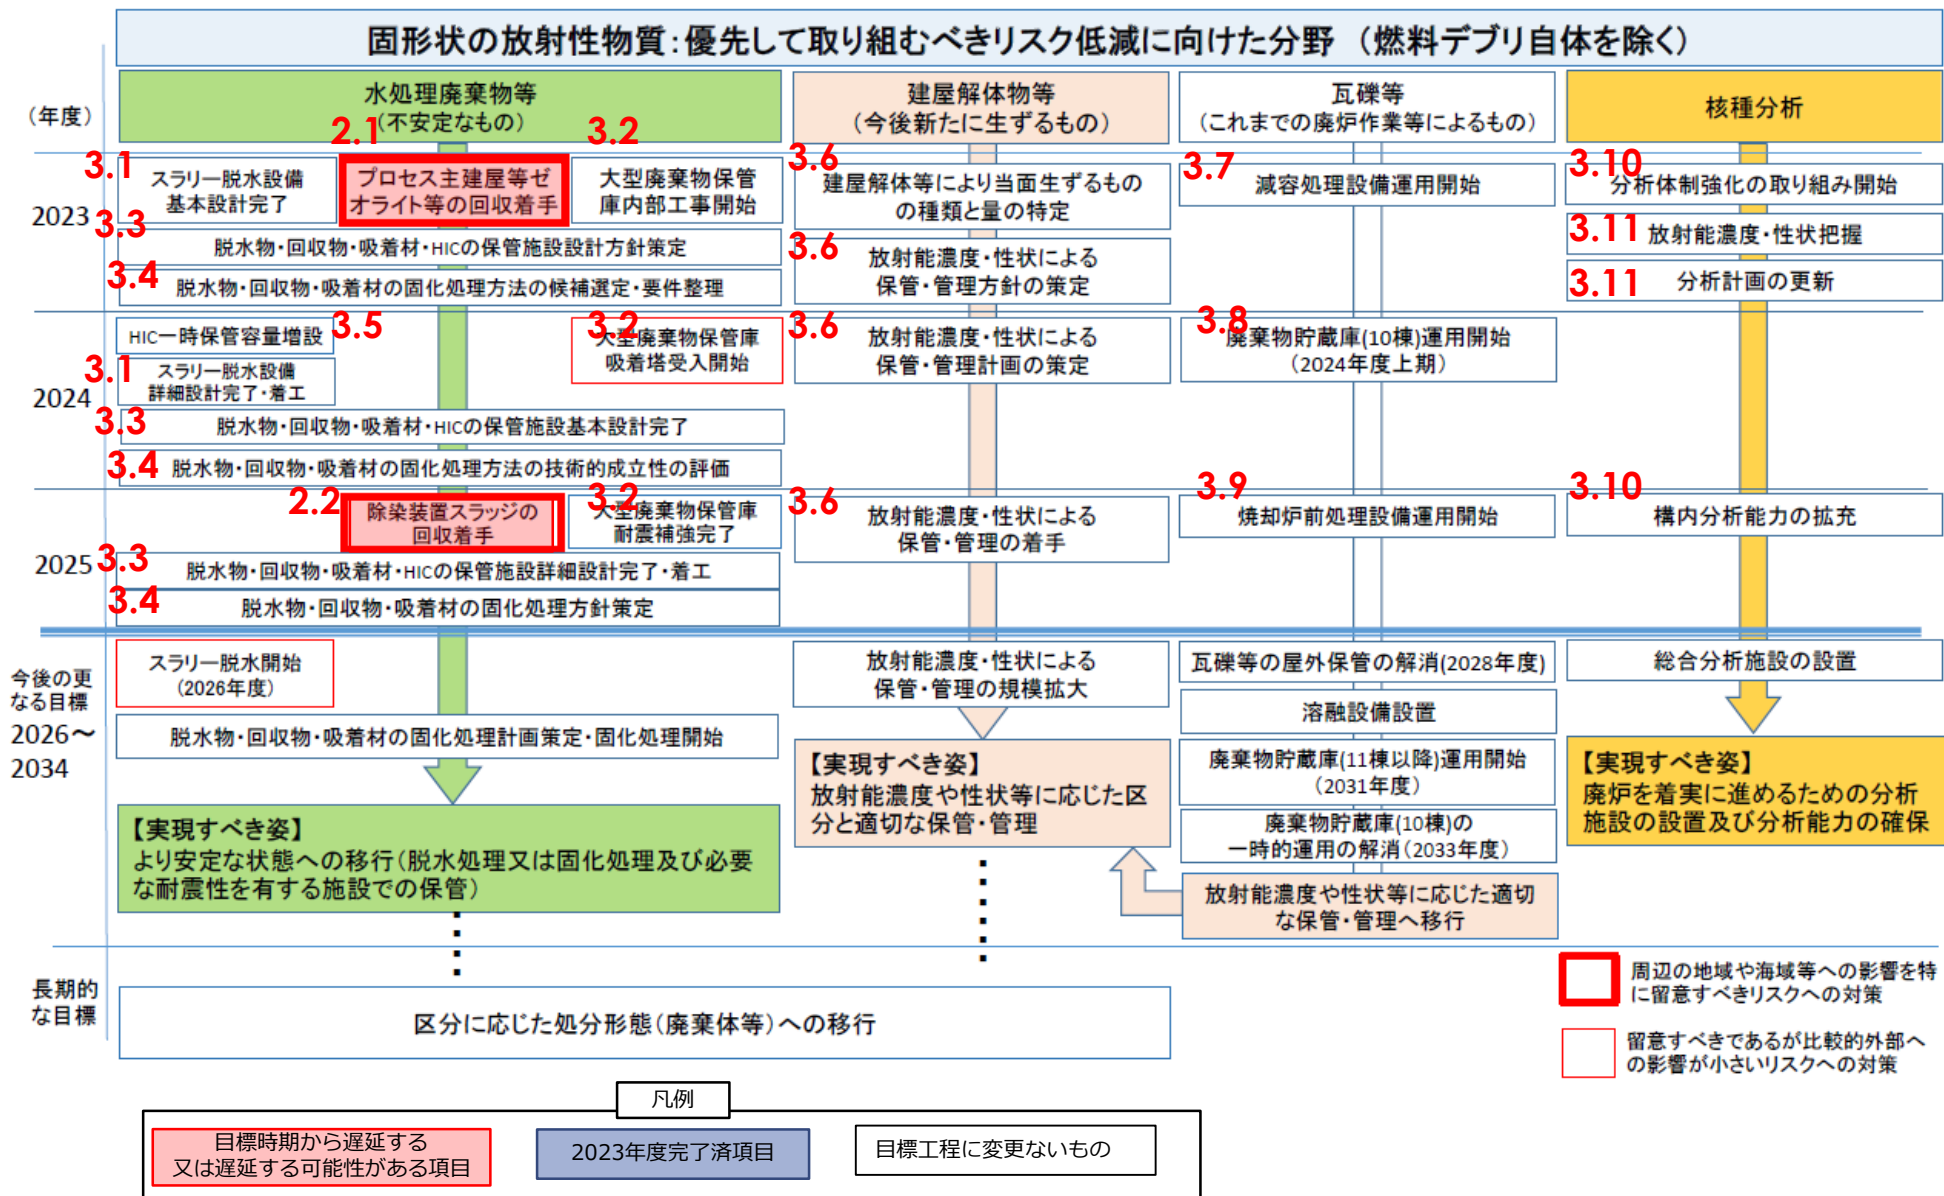 固形状の放射性物質：優先して取り組むべきリスク低減に向けた分野 （燃料デブリ自体を除く）
（年度）
水処理廃棄物等
（不安定なもの）
建屋解体物等
（今後新たに生ずるもの）
瓦礫等
（これまでの廃炉作業等によるもの）
核種分析
2023
3.1
スラリー脱水設備
基本設計完了
2.1
プロセス主建屋等ゼ
オライト等の回収着手
3.2
大型廃棄物保管
庫内部工事開始
3.3
脱水物・回収物・吸着材・HICの保管施設設計方針策定
3.4
脱水物・回収物・吸着材の固化処理方法の候補選定・要件整理
3.6
建屋解体等により当面生ずるもの
の種類と量の特定
3.6
放射能濃度・性状による
保管・管理方針の策定
3.7
減容処理設備運用開始
3.10
分析体制強化の取り組み開始
3.11
放射能濃度・性状把握
3.11
分析計画の更新
2024
HIC一時保管容量増設
3.5
3.1
スラリー脱水設備
詳細設計完了・着工
3.2
大型廃棄物保管庫
吸着塔受入開始
3.3
脱水物・回収物・吸着材・HICの保管施設基本設計完了
3.4
脱水物・回収物・吸着材の固化処理方法の技術的成立性の評価
3.6
放射能濃度・性状による
保管・管理計画の策定
3.8
廃棄物貯蔵庫(10棟)運用開始
（2024年度上期）
2025
2.2
除染装置スラッジの
回収着手
3.2
大型廃棄物保管庫
耐震補強完了
3.3
脱水物・回収物・吸着材・HICの保管施設詳細設計完了・着工
3.4
脱水物・回収物・吸着材の固化処理方針策定
3.6
放射能濃度・性状による
保管・管理の着手
3.9
焼却炉前処理設備運用開始
3.10
構内分析能力の拡充
今後の更
なる目標
2026～
2034
スラリー脱水開始
（2026年度）
脱水物・回収物・吸着材の固化処理計画策定・固化処理開始
【実現すべき姿】
より安定な状態への移行（脱水処理又は固化処理及び必要
な耐震性を有する施設での保管）
放射能濃度・性状による
保管・管理の規模拡大
【実現すべき姿】
放射能濃度や性状等に応じた区
分と適切な保管・管理
瓦礫等の屋外保管の解消(2028年度)
溶融設備設置
廃棄物貯蔵庫(11棟以降)運用開始
（2031年度）
廃棄物貯蔵庫(10棟)の
一時的運用の解消（2033年度）
放射能濃度や性状等に応じた適切
な保管・管理へ移行
総合分析施設の設置
【実現すべき姿】
廃炉を着実に進めるための分析
施設の設置及び分析能力の確保
長期的
な目標
区分に応じた処分形態（廃棄体等）への移行
周辺の地域や海域等への影響を特
に留意すべきリスクへの対策
留意すべきであるが比較的外部へ
の影響が小さいリスクへの対策
凡例
目標時期から遅延する
又は遅延する可能性がある項目
2023年度完了済項目
目標工程に変更ないもの